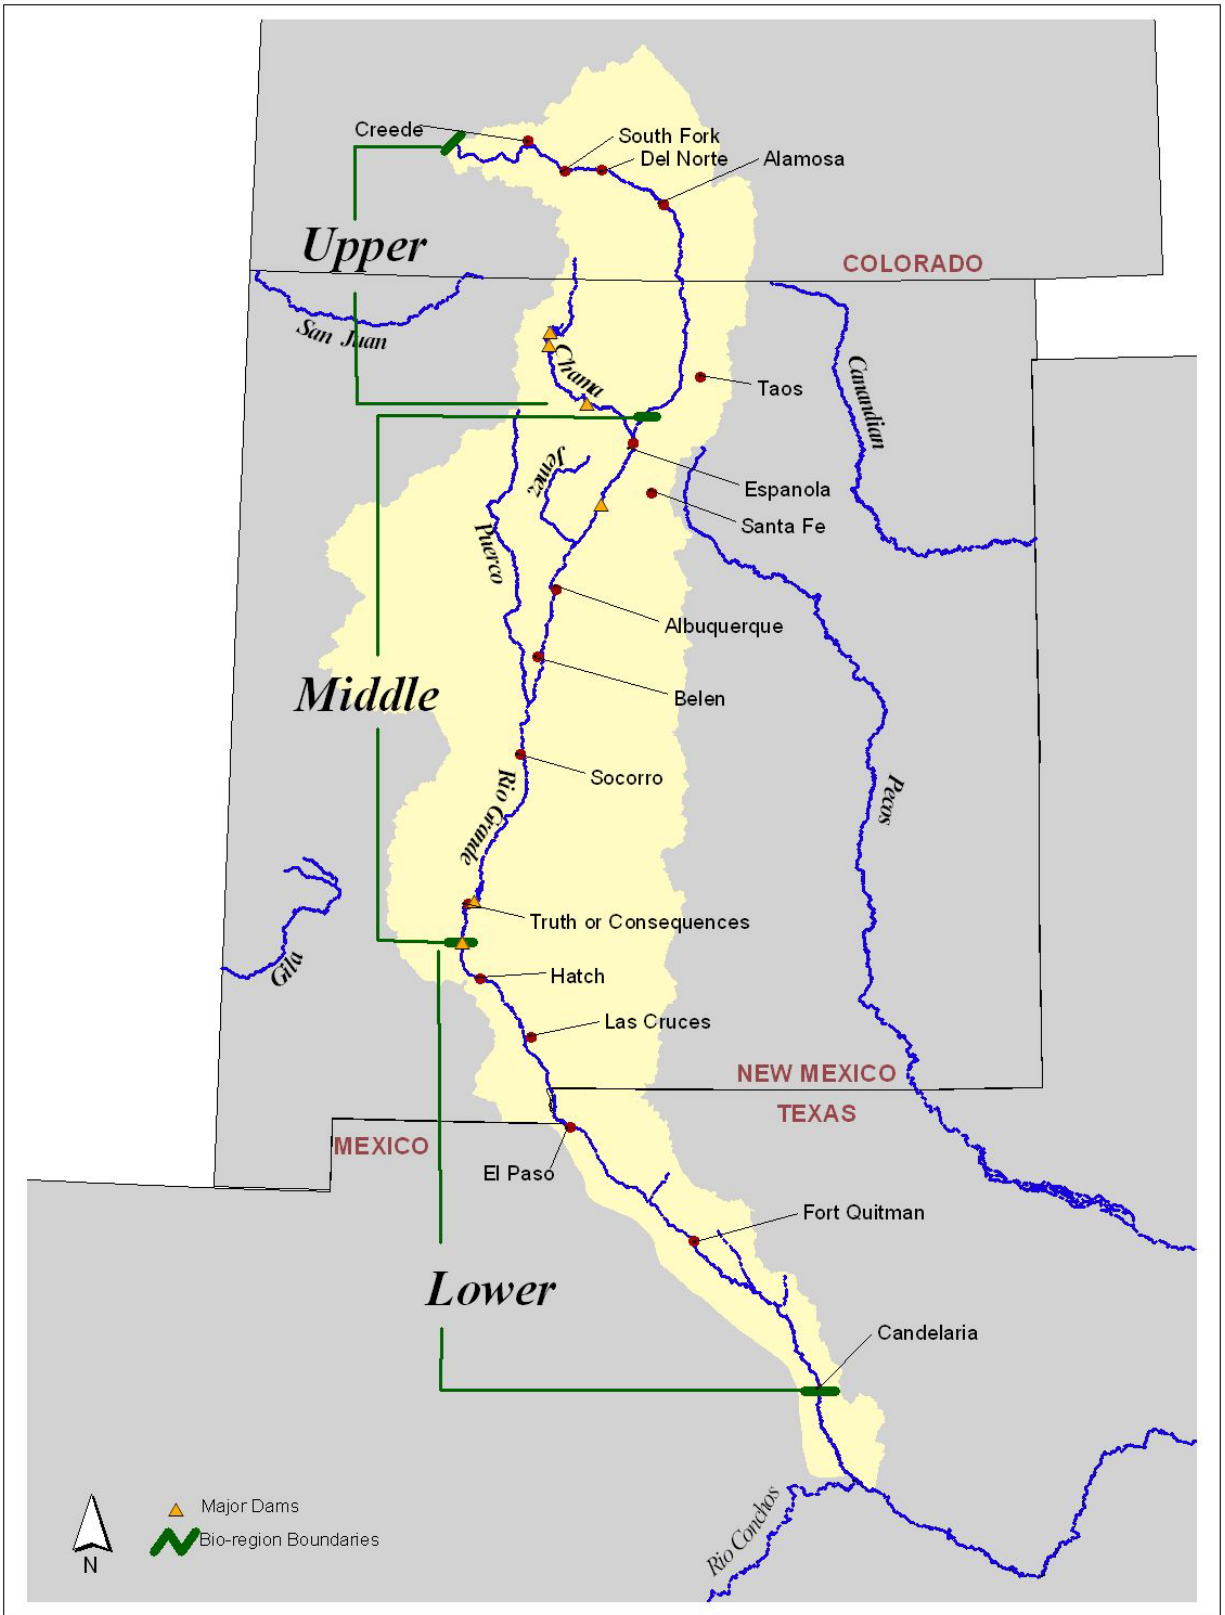 Creede
South Fork
Del Norte
Alamosa
Upper
COLORADO
San Juan
Chama
Taos
Canandian
Jemez
Espanola
Santa Fe
Puerco
Albuquerque
Middle
Belen
Socorro
Rio Grande
Pecos
Truth or Consequences
Gila
Hatch
Las Cruces
NEW MEXICO
TEXAS
MEXICO
El Paso
Fort Quitman
Lower
Candelaria
Rio Conchos
Major Dams
Bio-region Boundaries
N